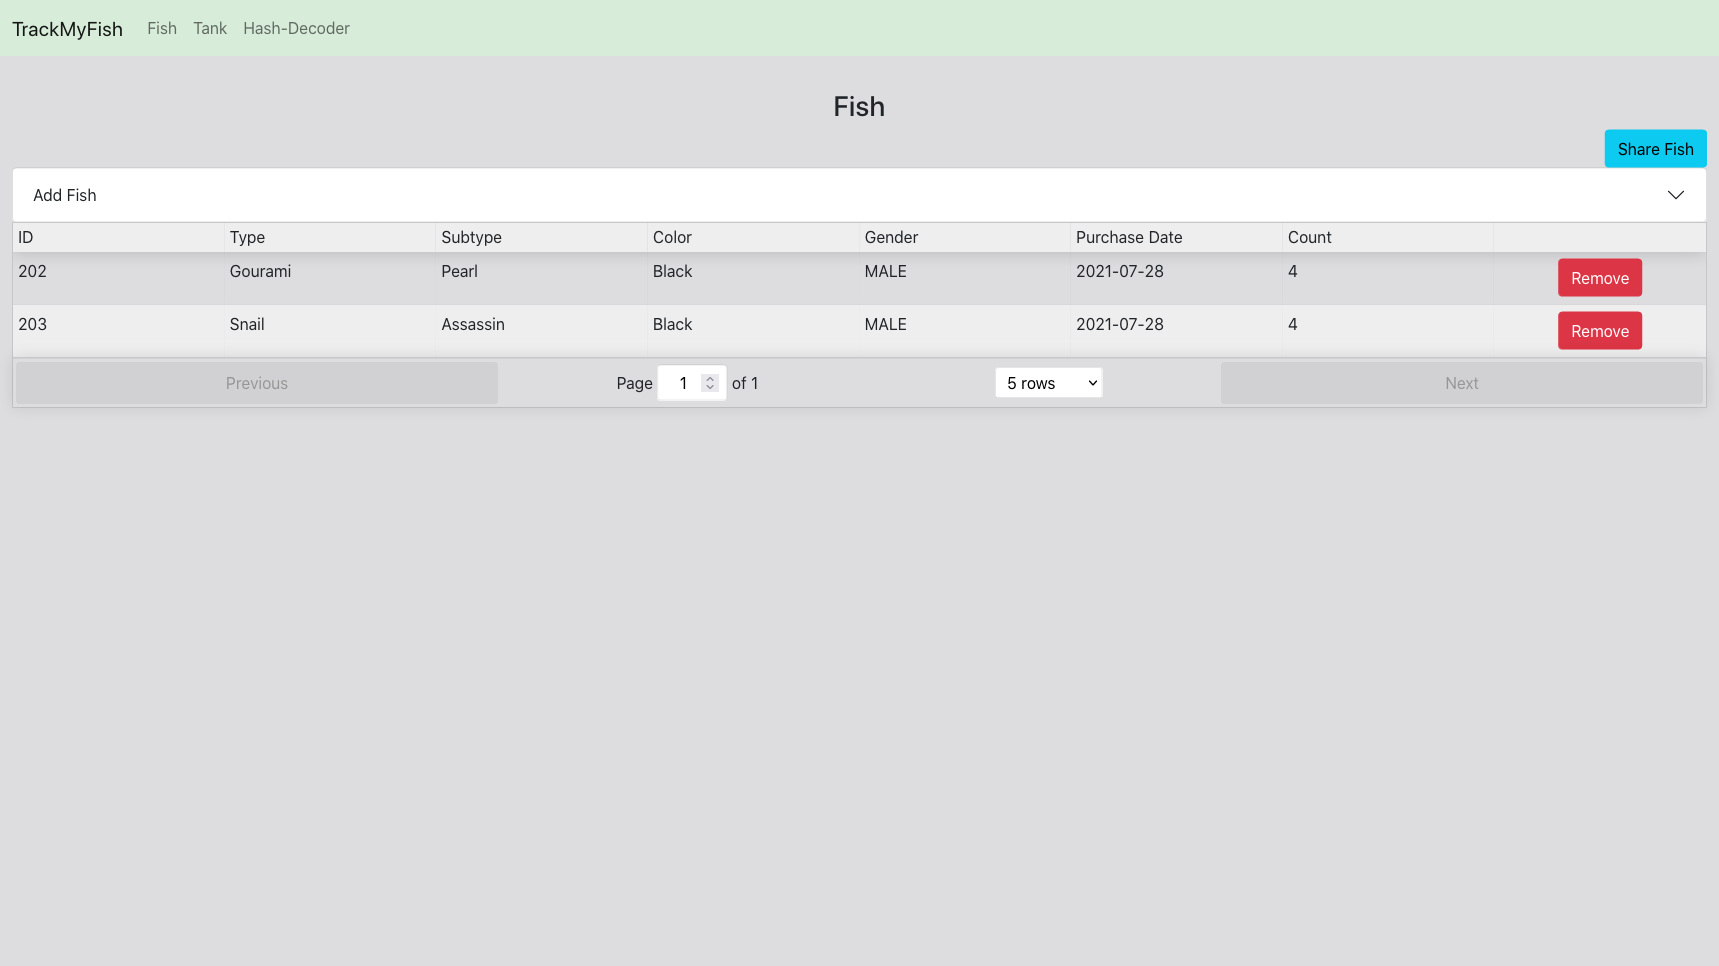 TrackMyFish Fish Tank Hash-Decoder
Fish
Share Fish
Add Fish
ID Type Subtype Color Gender Purchase Date Count
202 Gourami Pearl Black MALE 2021-07-28 4 Remove
203 Snail Assassin Black MALE 2021-07-28 4 Remove
Previous Page 1 of 1 5 rows Next